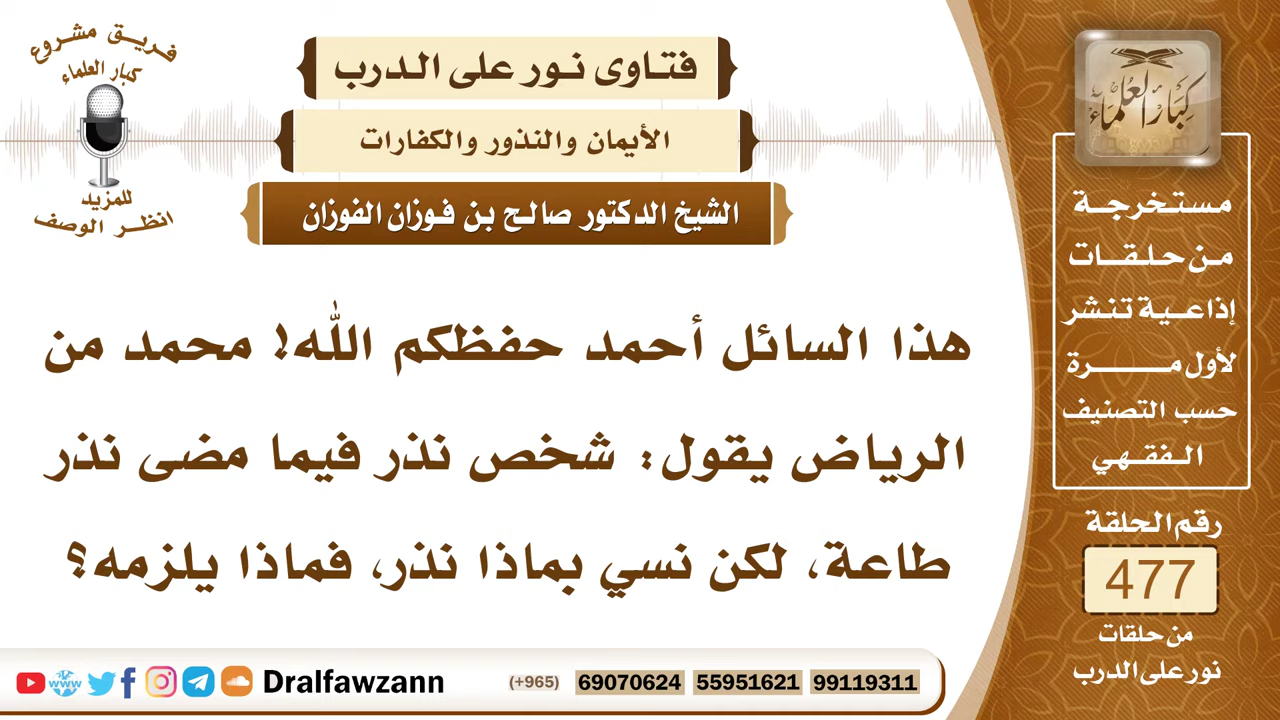 فريق مشروع
كبار العلماء
للمزيد
انظر الوصف
فتاوى نور على الدرب
الأيمان والنذور والكفارات
الشيخ الدكتور صالح بن فوزان الفوزان
هذا السائل أحمد حفظكم الله! محمد من
الرياض يقول: شخص نذر فيما مضى نذر
طاعة، لكن نسي بماذا نذر، فماذا يلزمه؟
كبار العلماء
مستخرجة
من حلقات
إذاعية تنشر
لأول مرة
حسب التصنيف
الفقهي
رقم الحلقة
477
من حلقات
نور على الدرب
www
Dralfawzann
(+965) 69070624 55951621 99119311